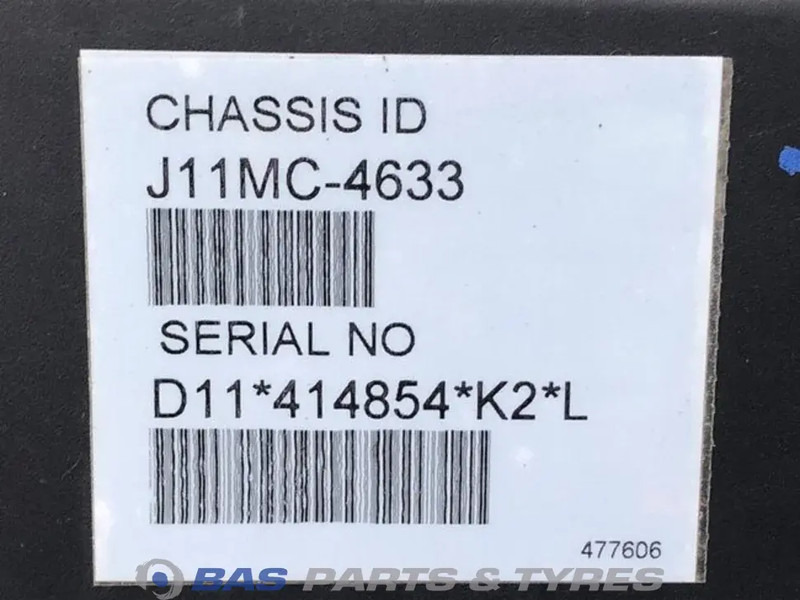 CHASSIS ID
J11MC-4633
SERIAL NO
D11*414854*K2*L
477606
BAS PARTS & TYRES